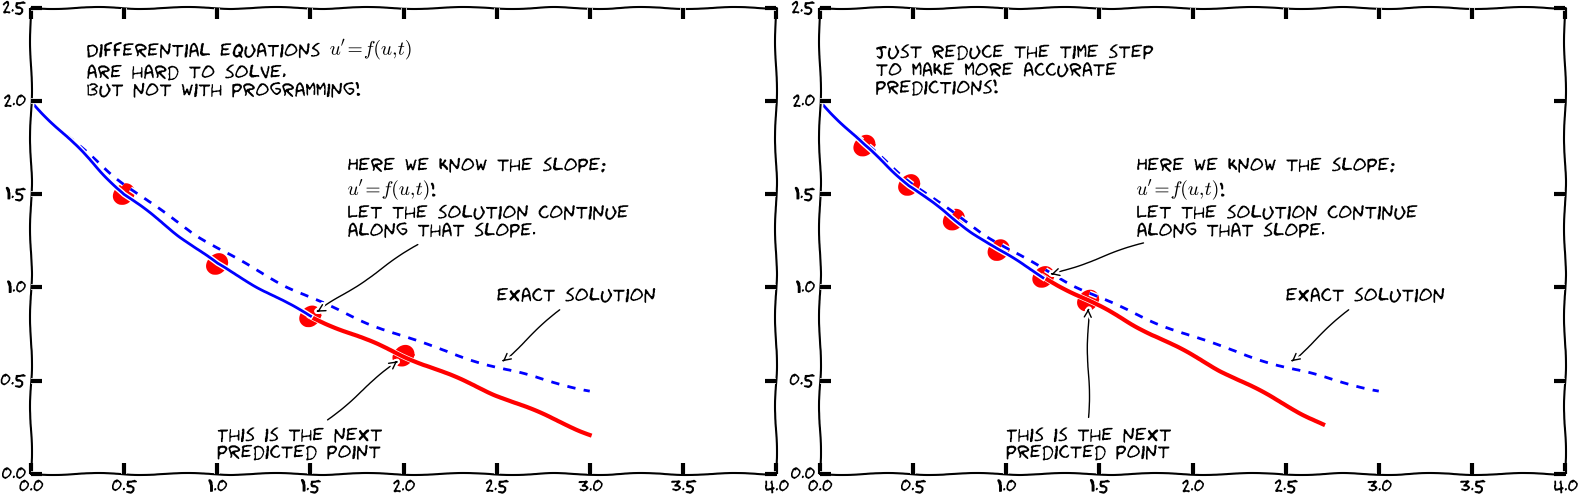 DIFFERENTIAL EQUATIONS u′=f(u,t)
ARE HARD TO SOLVE.
BUT NOT WITH PROGRAMMING!
HERE WE KNOW THE SLOPE:
u′=f(u,t)!
LET THE SOLUTION CONTINUE
ALONG THAT SLOPE.
EXACT SOLUTION
THIS IS THE NEXT
PREDICTED POINT
2.5
2.0
1.5
1.0
0.5
0.0
0.0 0.5 1.0 1.5 2.0 2.5 3.0 3.5 4.0
JUST REDUCE THE TIME STEP
TO MAKE MORE ACCURATE
PREDICTIONS!
HERE WE KNOW THE SLOPE:
u′=f(u,t)!
LET THE SOLUTION CONTINUE
ALONG THAT SLOPE.
EXACT SOLUTION
THIS IS THE NEXT
PREDICTED POINT
2.5
2.0
1.5
1.0
0.5
0.0
0.0 0.5 1.0 1.5 2.0 2.5 3.0 3.5 4.0